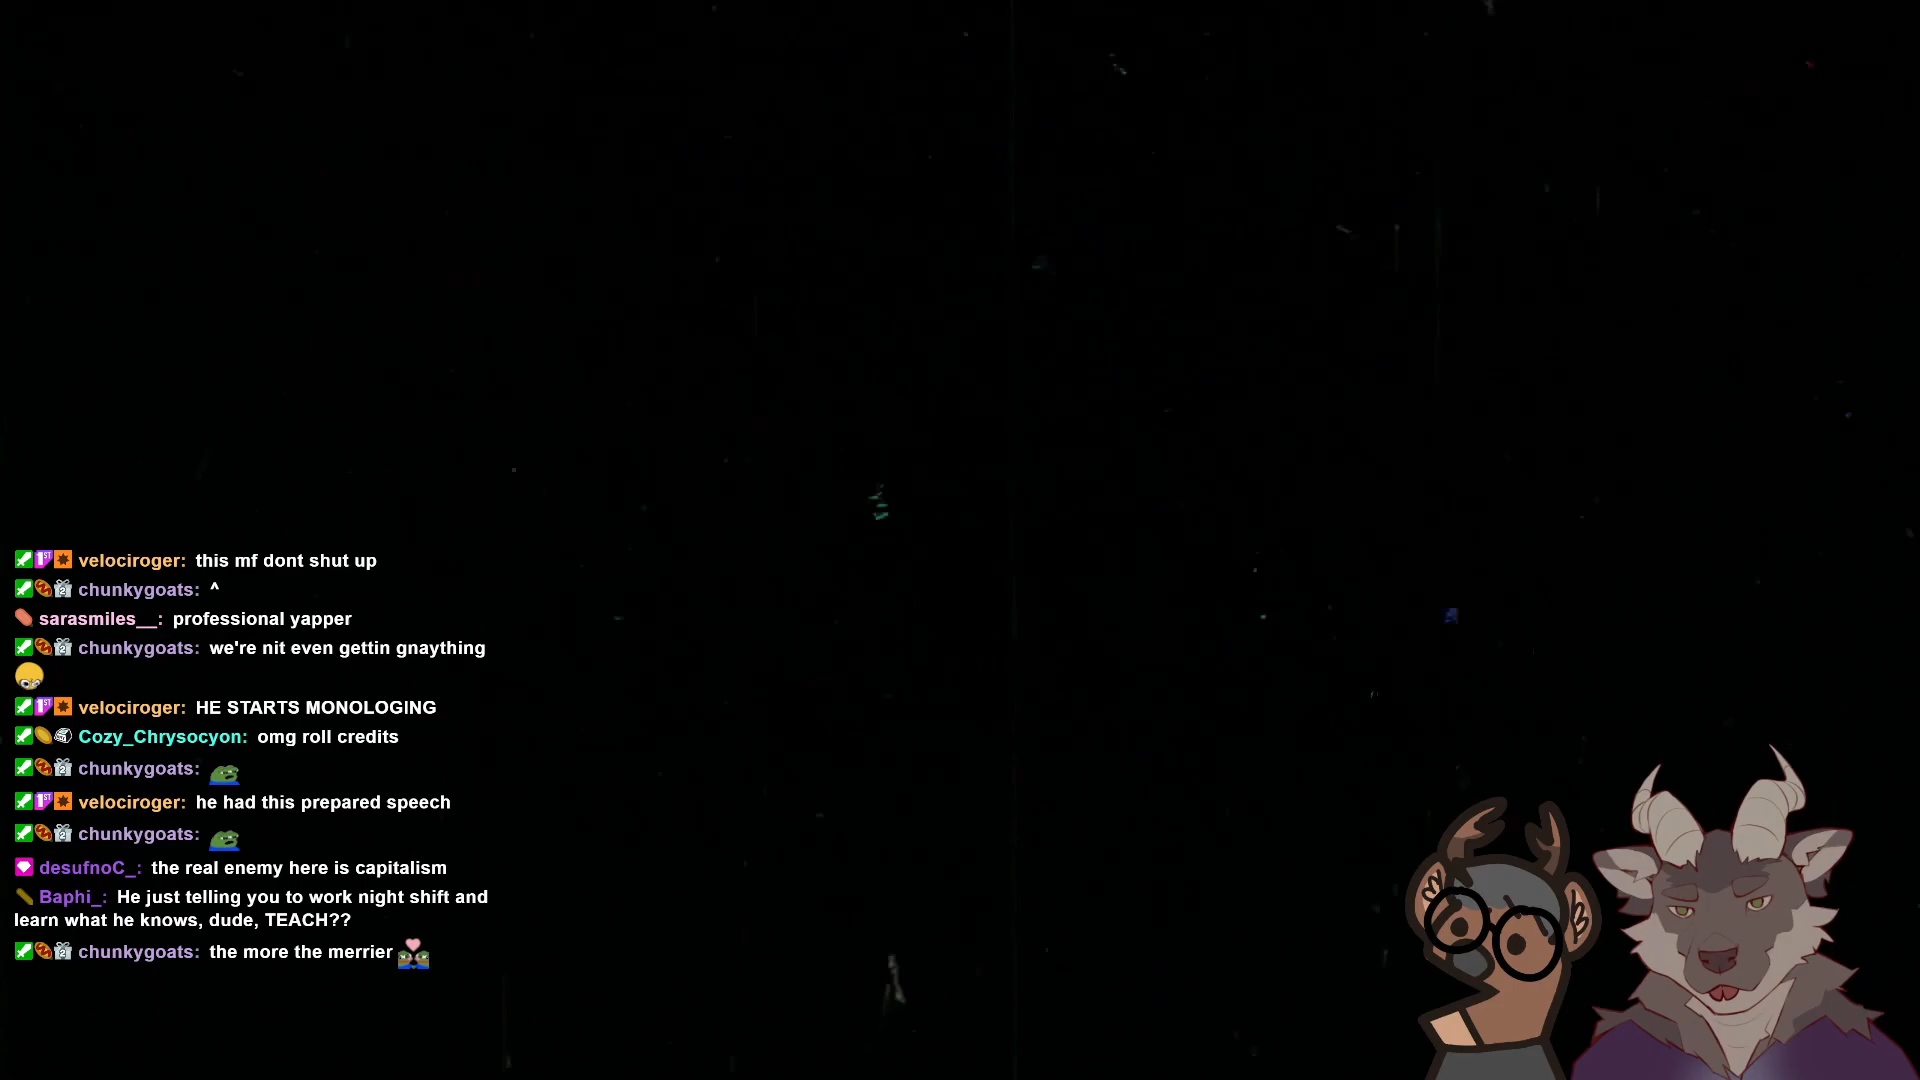 velociroger: this mf dont shut up
chunkygoats: ^
sarasmiles__: professional yapper
chunkygoats: we're nit even gettin gnaything
velociroger: HE STARTS MONOLOGING
Cozy_Chrysocyon: omg roll credits
chunkygoats:
velociroger: he had this prepared speech
chunkygoats:
desufnoC_: the real enemy here is capitalism
Baphi_: He just telling you to work night shift and
learn what he knows, dude, TEACH??
chunkygoats: the more the merrier